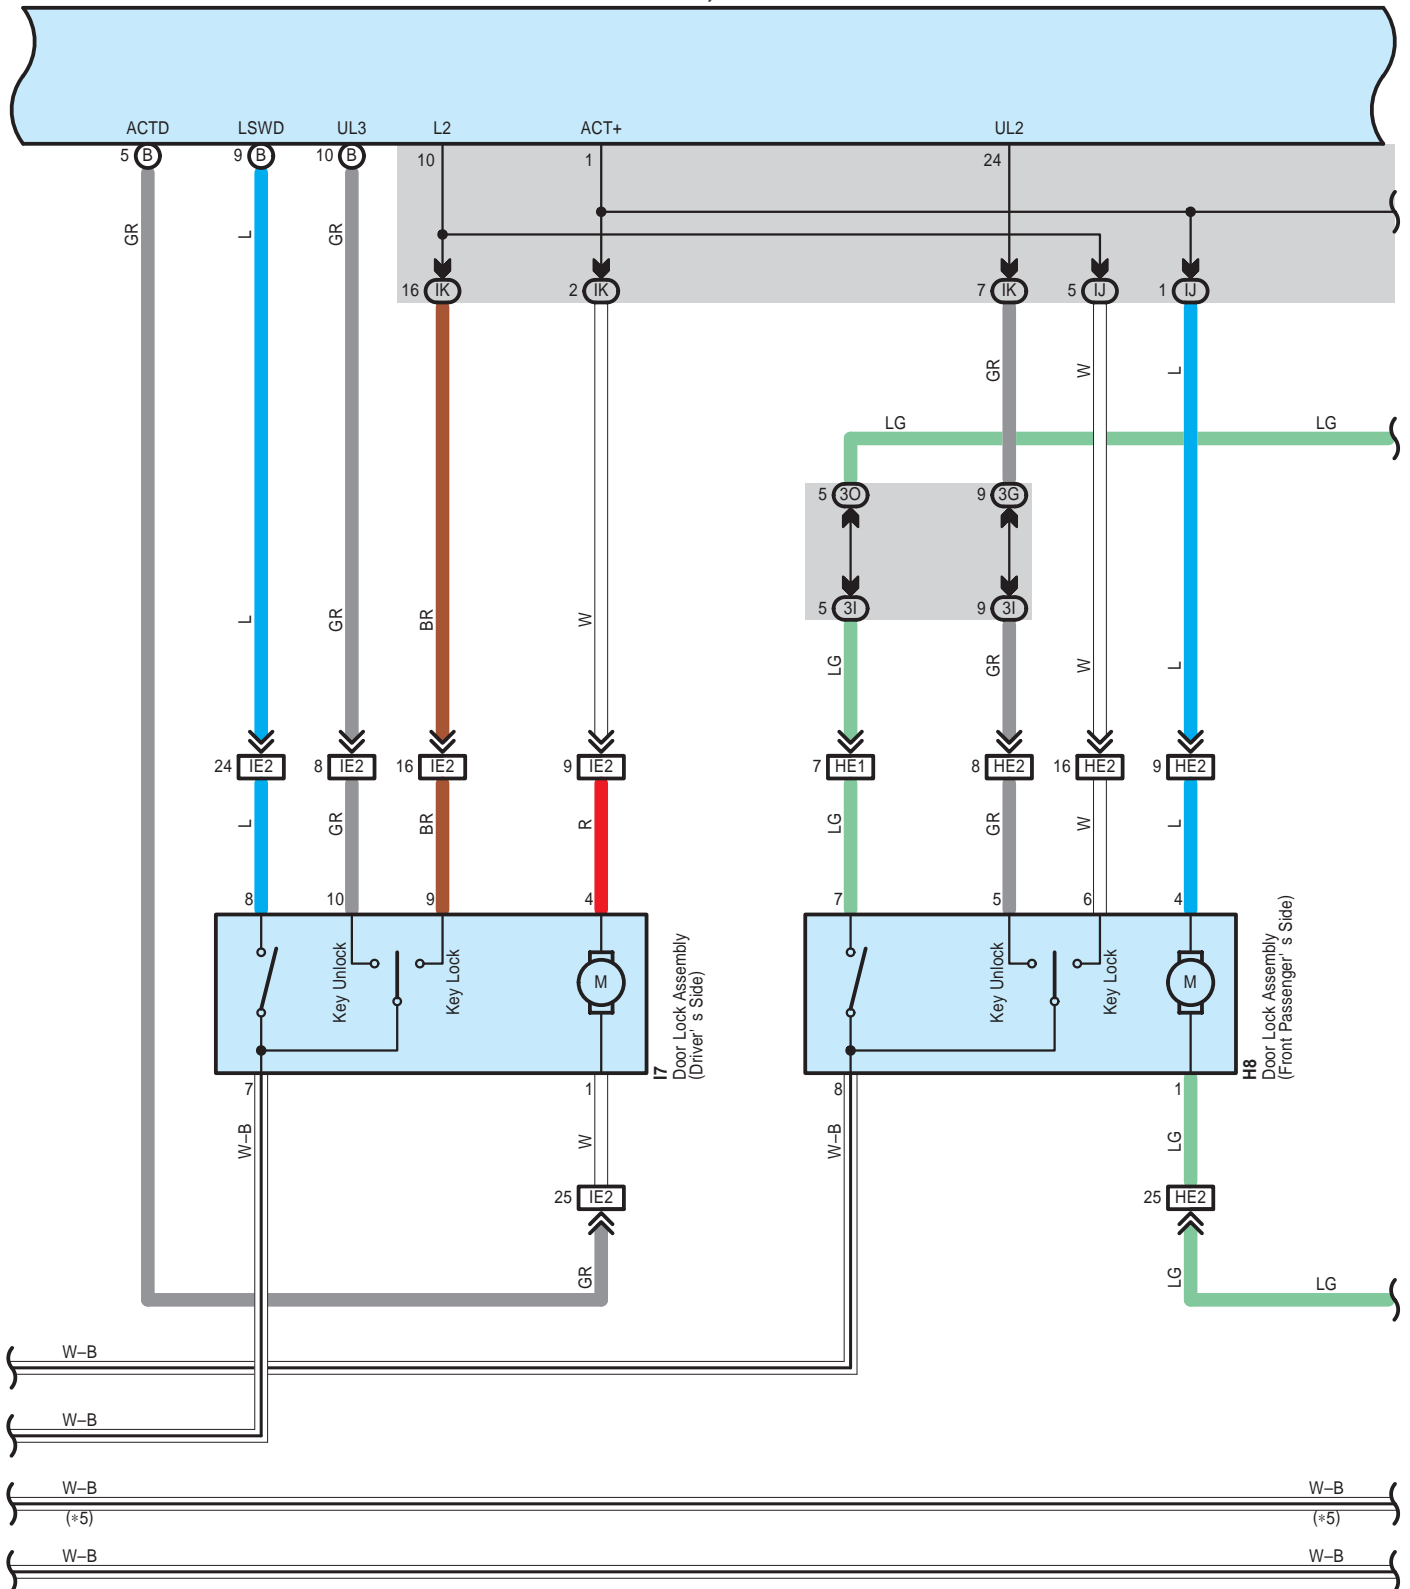 ACTD LSWD UL3 L2 ACT+ UL2
5 B 9 B 10 B 10 1 24
GR L GR
16 IK 2 IK 7 IK 5 IJ 1 IJ
GR W L
LG LG
5 3O 9 3G
L GR BR W 5 3I 9 3I
LG GR W L
24 IE2 8 IE2 16 IE2 9 IE2 7 HE1 8 HE2 16 HE2 9 HE2
L GR BR R LG GR W L
8 10 9 4 7 5 6 4
Key Unlock Key Lock M Key Unlock Key Lock M
I7
Door Lock Assembly
(Driver' s Side)
H8
Door Lock Assembly
(Front Passenger' s Side)
7 1 8 1
W–B W W–B LG
25 IE2 25 HE2
GR LG LG
W–B
W–B
W–B W–B
(*5) (*5)
W–B W–B